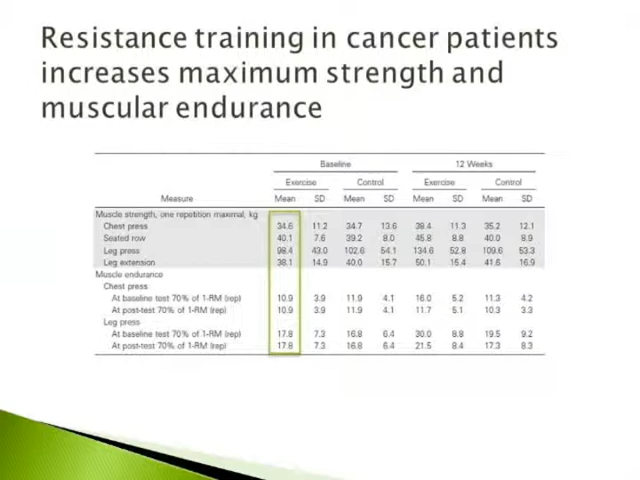 Resistance training in cancer patients
increases maximum strength and
muscular endurance
Baseline 12 Weeks
Exercise Control Exercise Control
Measure Mean SD Mean SD Mean SD Mean SD
Muscle strength, one repetition maximal, kg
Chest press 34.6 11.2 34.7 13.6 38.4 11.3 35.2 12.1
Seated row 40.1 7.6 39.2 8.0 45.8 8.8 40.0 8.9
Leg press 98.4 43.0 102.6 54.1 134.6 52.8 109.6 53.3
Leg extension 38.1 14.9 40.0 15.7 50.1 15.4 41.6 16.9
Muscle endurance
Chest press
At baseline test 70% of 1-RM (rep) 10.9 3.9 11.9 4.1 16.0 5.2 11.3 4.2
At post-test 70% of 1-RM (rep) 10.9 3.9 11.9 4.1 11.7 5.1 10.3 3.3
Leg press
At baseline test 70% of 1-RM (rep) 17.8 7.3 16.8 6.4 30.0 8.8 19.5 9.2
At post-test 70% of 1-RM (rep) 17.8 7.3 16.8 6.4 21.5 8.4 17.3 8.3